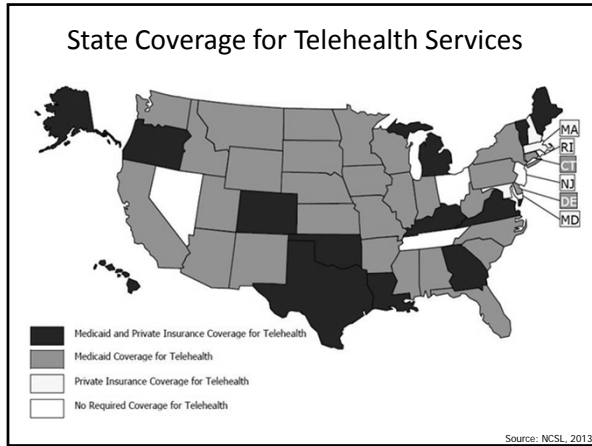 State Coverage for Telehealth Services
MA
RI
CT
NJ
DE
MD
Medicaid and Private Insurance Coverage for Telehealth
Medicaid Coverage for Telehealth
Private Insurance Coverage for Telehealth
No Required Coverage for Telehealth
Source: NCSL, 2013